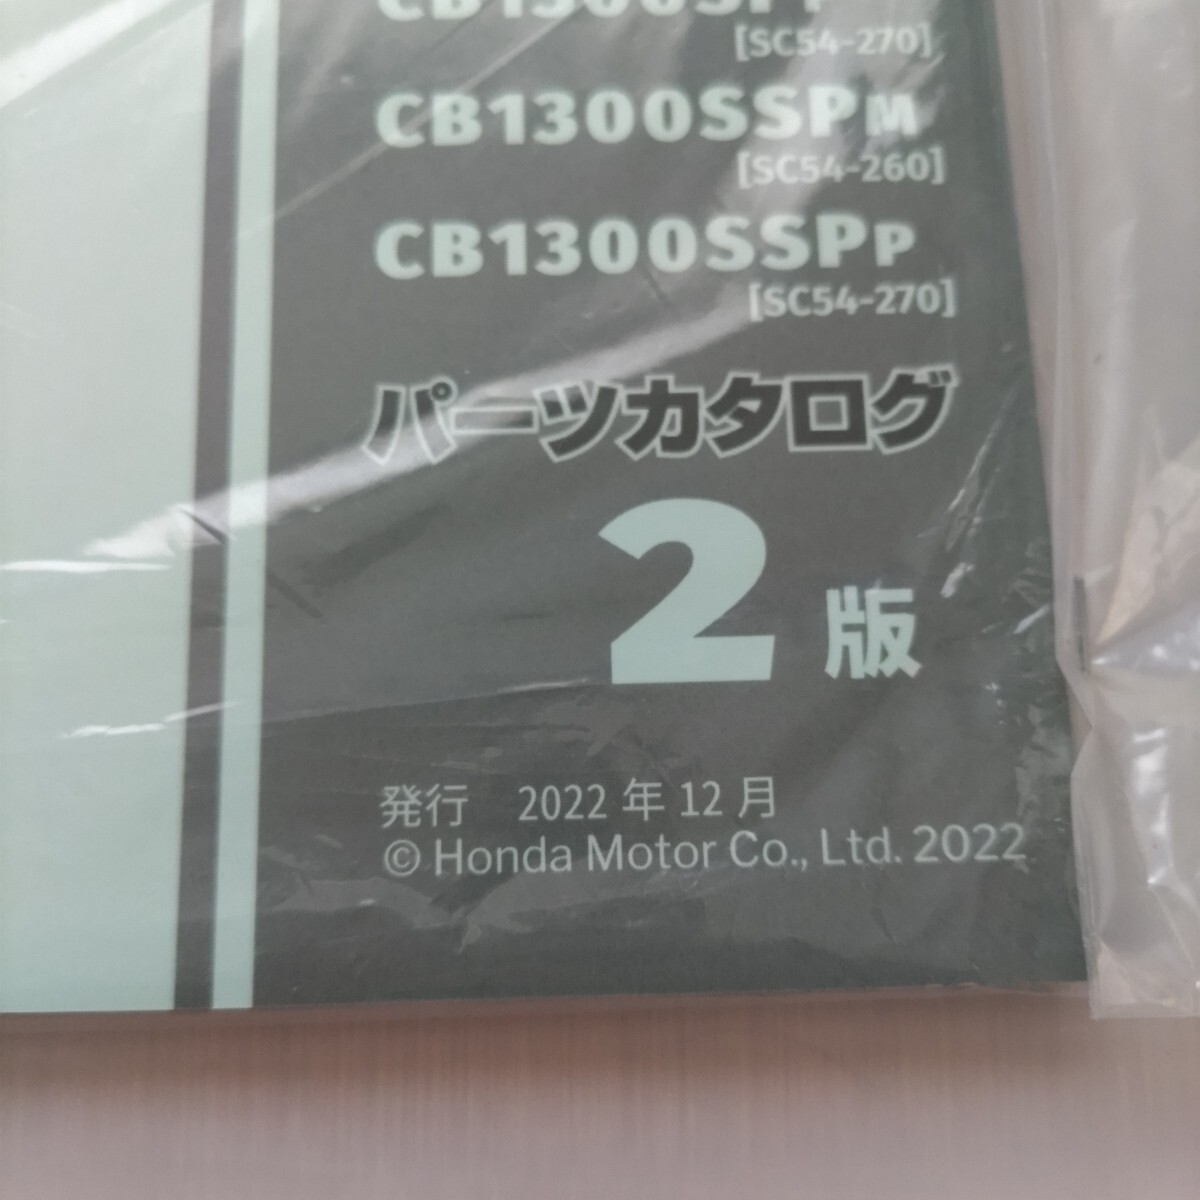 CB1300SPP
[SC54-270]
CB1300SSPM
[SC54-260]
CB1300SSPP
[SC54-270]
パーツカタログ
2版
発行 2022年12月
© Honda Motor Co., Ltd. 2022